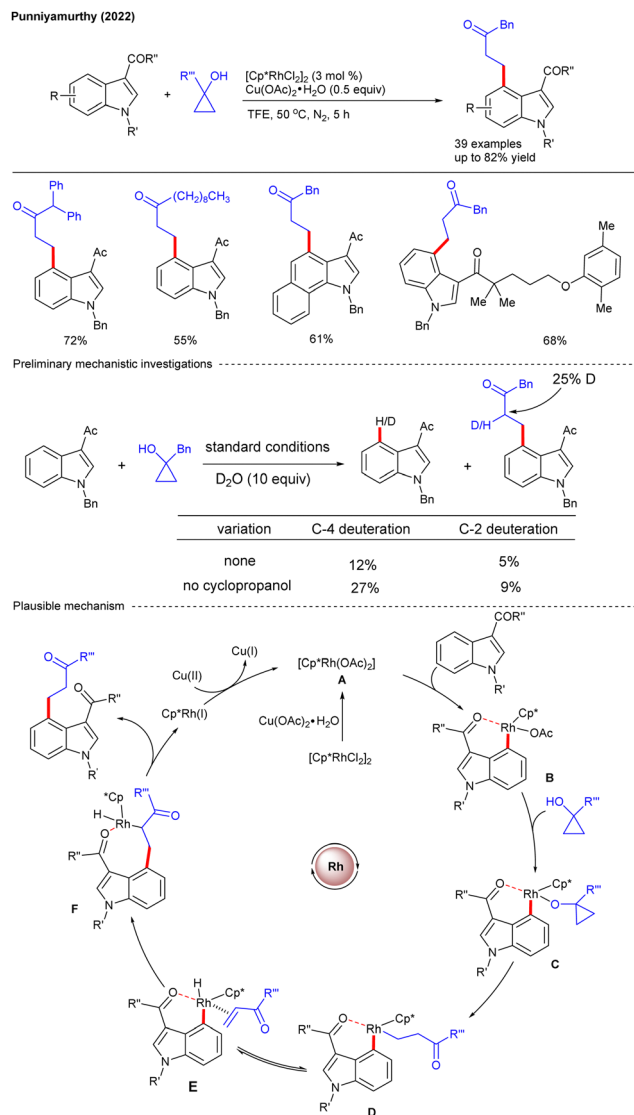 Punniyamurthy (2022)
COR"
R
N
R'
+
R'''
OH
[Cp*RhCl2]2 (3 mol %)
Cu(OAc)2•H2O (0.5 equiv)
TFE, 50 °C, N2, 5 h
O
Bn
COR"
R
N
R'
39 examples
up to 82% yield
Ph
O
Ph
Ac
N
Bn
72%
O
(CH2)8CH3
Ac
N
Bn
55%
O
Bn
Ac
N
Bn
61%
O
Bn
O
N
Bn
Me
Me
O
Me
Me
68%
Preliminary mechanistic investigations
Ac
N
Bn
+
HO
Bn
standard conditions
D2O (10 equiv)
H/D
Ac
N
Bn
+
O
Bn
25% D
D/H
Ac
N
Bn
variation C-4 deuteration C-2 deuteration
none 12% 5%
no cyclopropanol 27% 9%
Plausible mechanism
O
R'''
O
R"
N
R'
Cu(II)
Cu(I)
Cp*Rh(I)
[Cp*Rh(OAc)2]
A
Cu(OAc)2•H2O
[Cp*RhCl2]2
COR"
N
R'
R"
O
Cp*
Rh
OAc
N
R'
B
HO
R'''
*Cp
R'''
H
Rh
O
O
R"
N
R'
F
Rh
R"
O
Cp*
Rh
O
R'''
N
R'
C
H
R"
O
Rh
Cp*
R'''
O
N
R'
E
R"
O
Cp*
Rh
R'''
O
N
R'
D